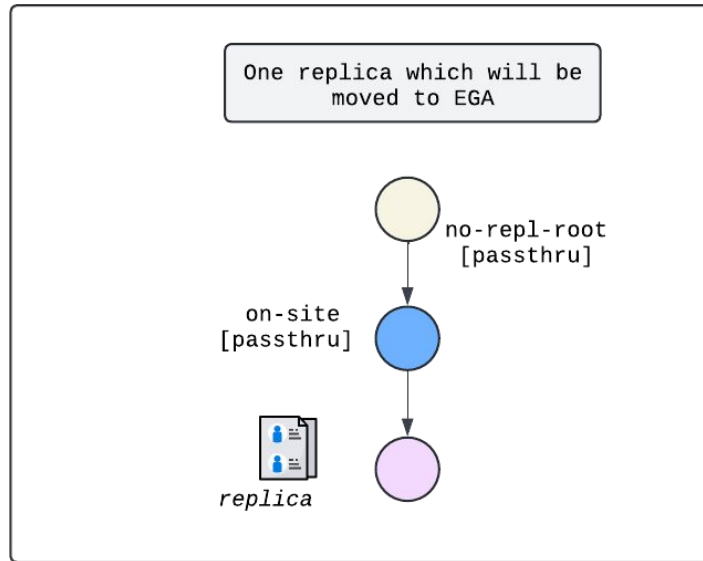 One replica which will be
moved to EGA
no-repl-root
[passthru]
on-site
[passthru]
replica